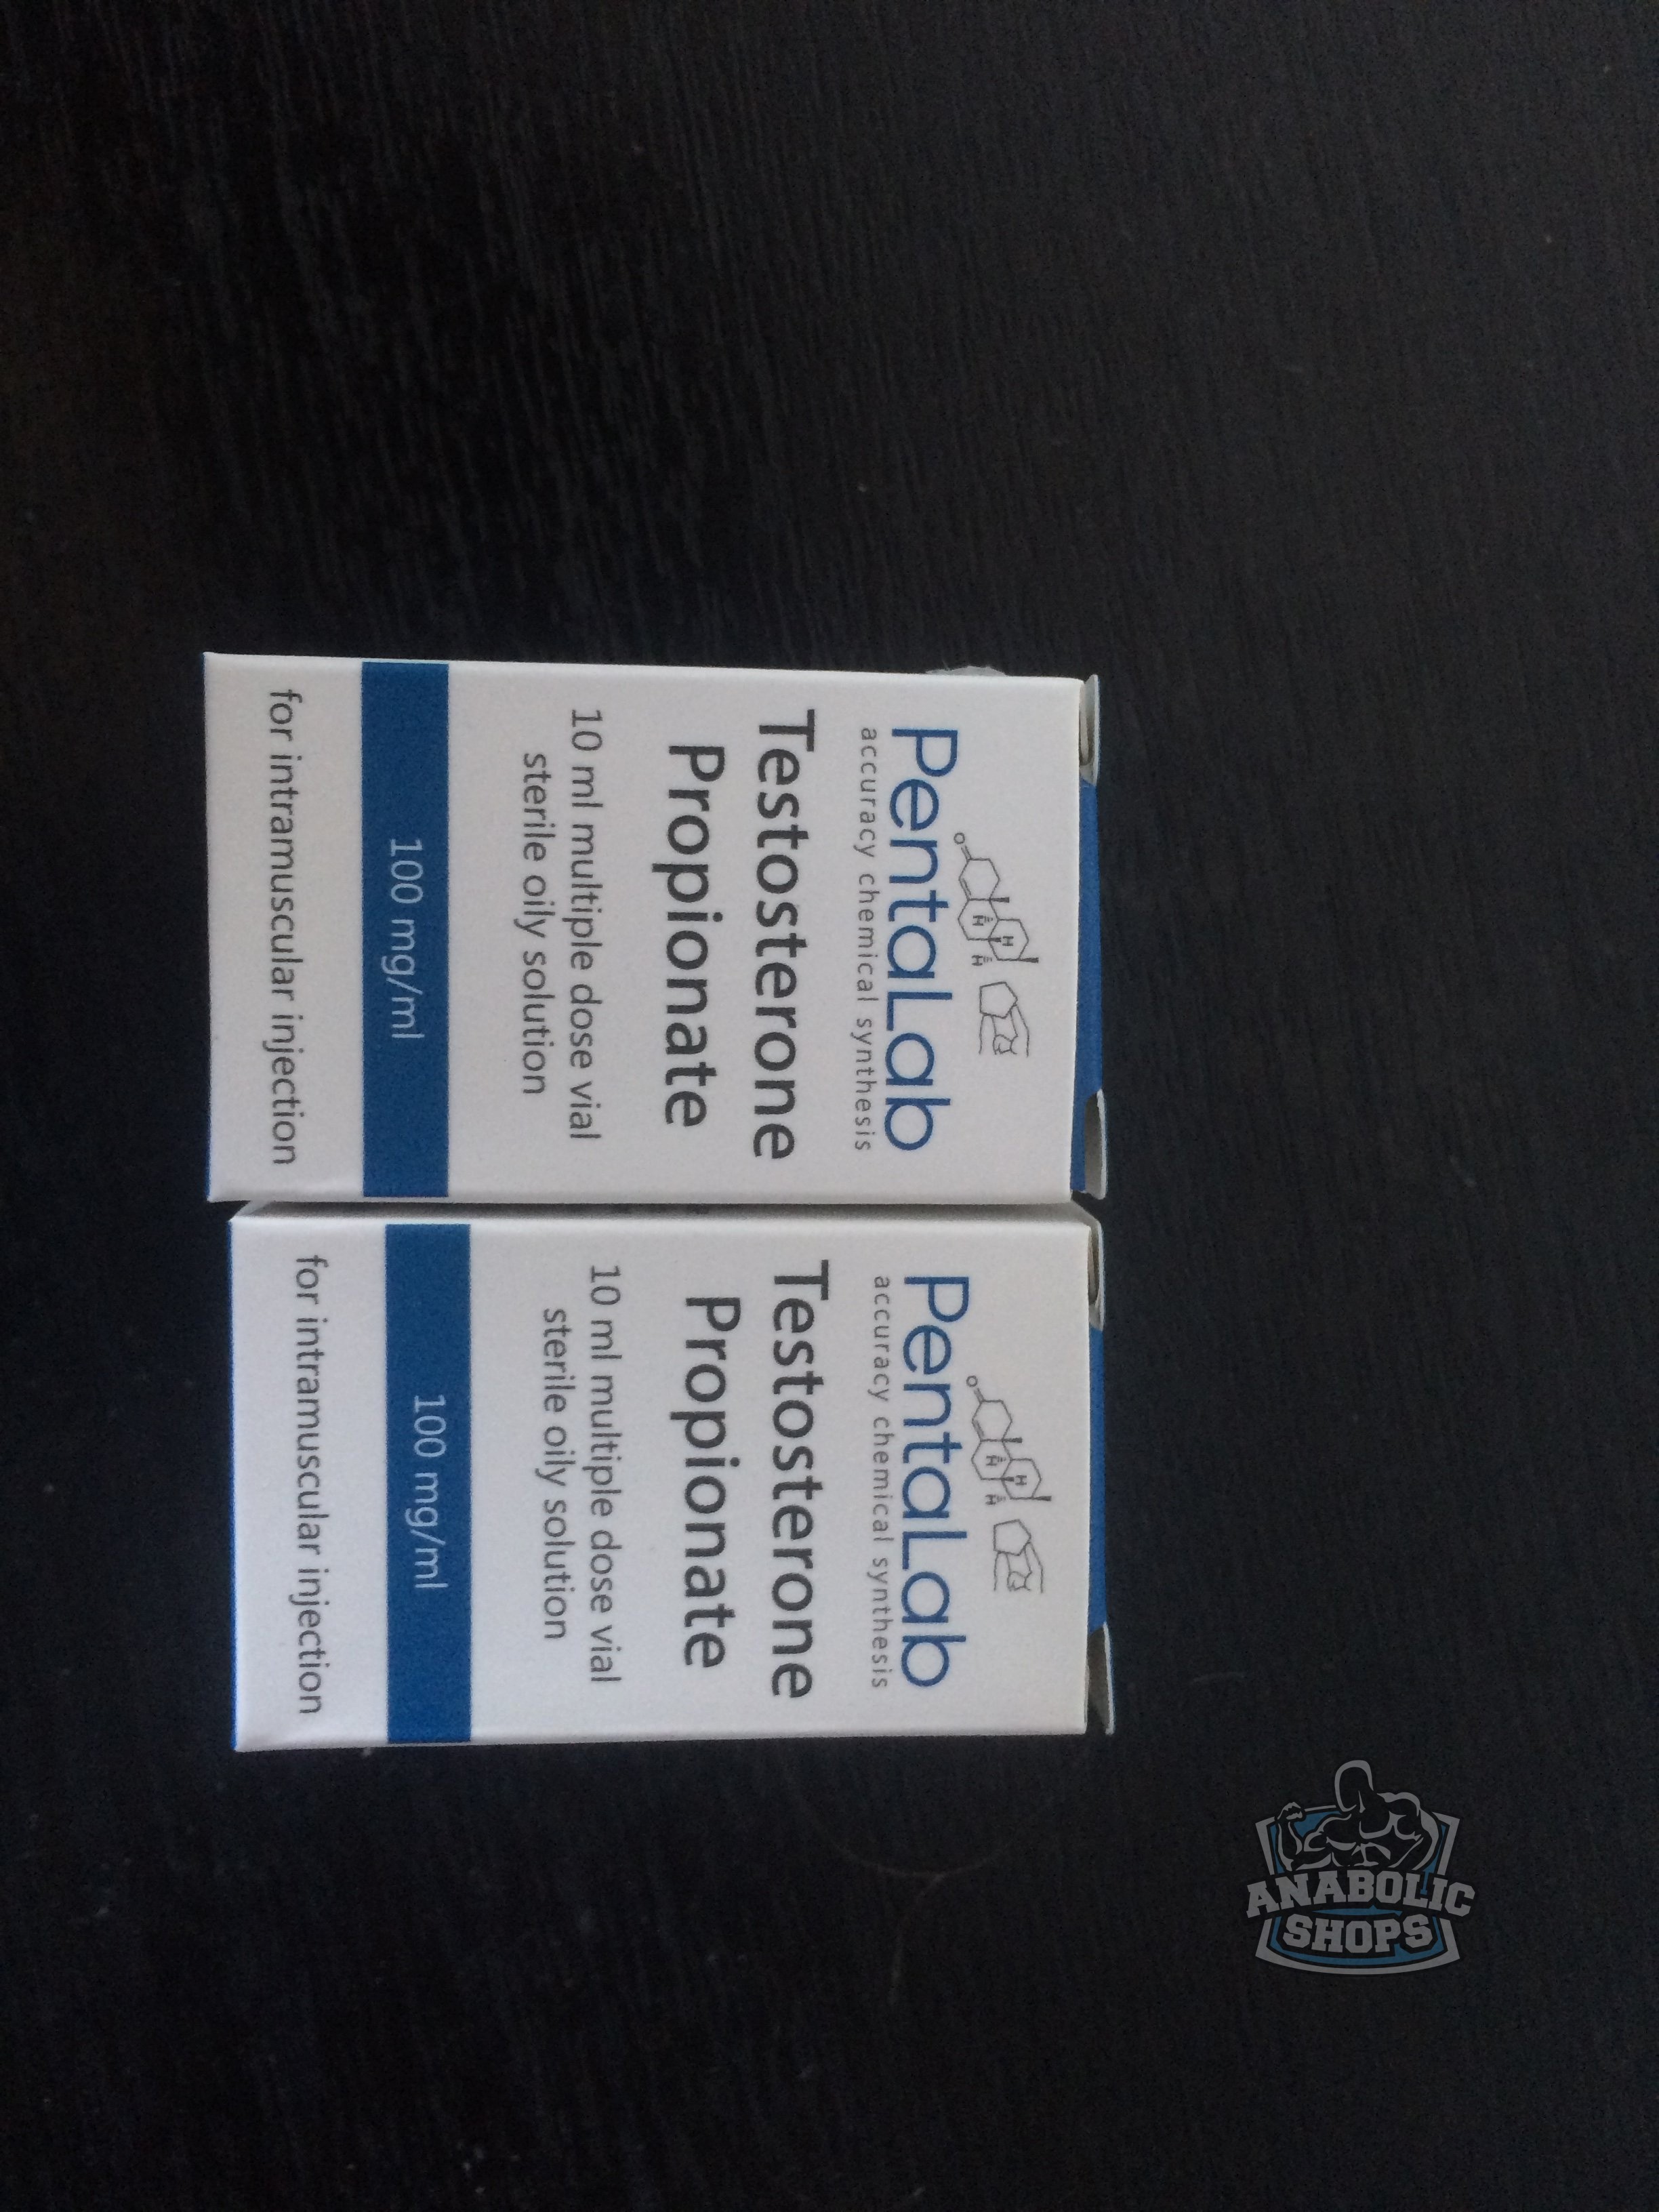 PentaLab
accuracy chemical synthesis
Testosterone
Propionate
10 ml multiple dose vial
sterile oily solution
100 mg/ml
for intramuscular injection
PentaLab
accuracy chemical synthesis
Testosterone
Propionate
10 ml multiple dose vial
sterile oily solution
100 mg/ml
for intramuscular injection
ANABOLIC
SHOPS